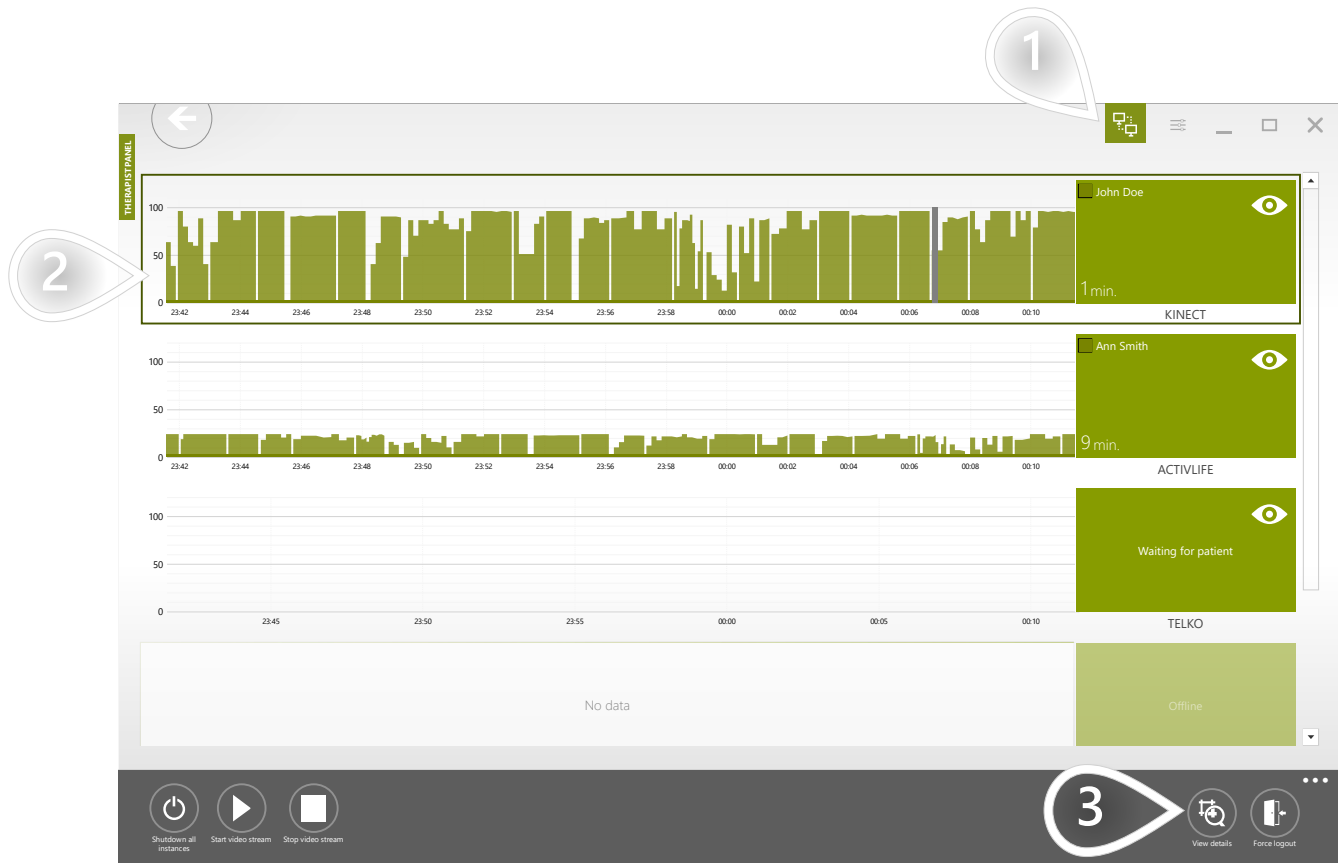 1
THERAPIST PANEL
2
100
50
0
23:42 23:44 23:46 23:48 23:50 23:52 23:54 23:56 23:58 00:00 00:02 00:04 00:06 00:08 00:10
John Doe
1 min.
KINECT
100
50
0
23:42 23:44 23:46 23:48 23:50 23:52 23:54 23:56 23:58 00:00 00:02 00:04 00:06 00:08 00:10
Ann Smith
9 min.
ACTIVLIFE
100
50
0
23:45 23:50 23:55 00:00 00:05 00:10
Waiting for patient
TELKO
No data
Offline
Shutdown all
instances
Start video stream
Stop video stream
3
View details
Force logout